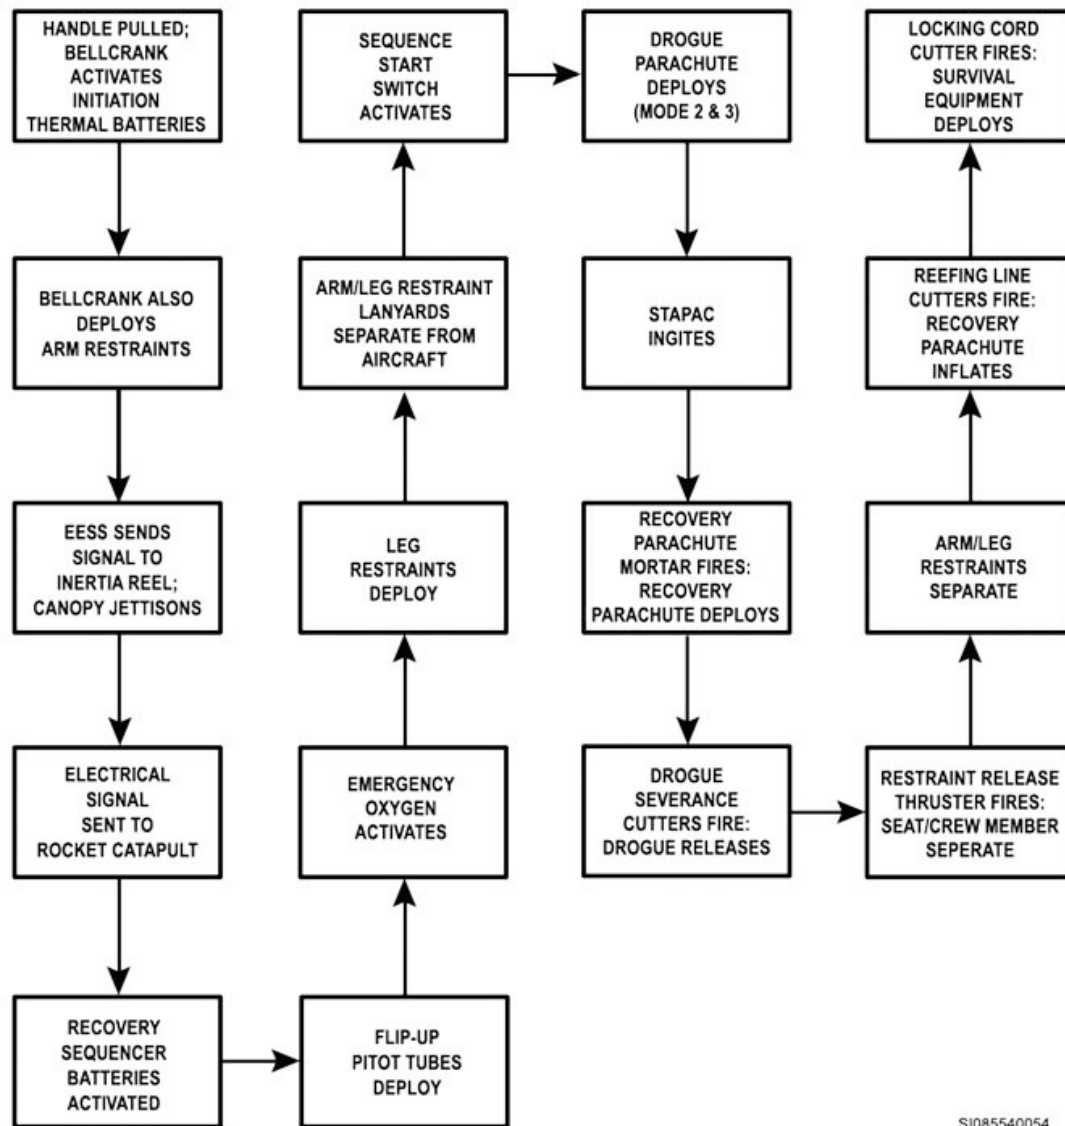 HANDLE PULLED;
BELLCRANK
ACTIVATES
INITIATION
THERMAL BATTERIES
BELLCRANK ALSO
DEPLOYS
ARM RESTRAINTS
EESS SENDS
SIGNAL TO
INERTIA REEL;
CANOPY JETTISONS
ELECTRICAL
SIGNAL
SENT TO
ROCKET CATAPULT
RECOVERY
SEQUENCER
BATTERIES
ACTIVATED
FLIP-UP
PITOT TUBES
DEPLOY
EMERGENCY
OXYGEN
ACTIVATES
LEG
RESTRAINTS
DEPLOY
ARM/LEG RESTRAINT
LANYARDS
SEPARATE FROM
AIRCRAFT
SEQUENCE
START
SWITCH
ACTIVATES
DROGUE
PARACHUTE
DEPLOYS
(MODE 2 & 3)
STAPAC
INGITES
RECOVERY
PARACHUTE
MORTAR FIRES:
RECOVERY
PARACHUTE DEPLOYS
DROGUE
SEVERANCE
CUTTERS FIRE:
DROGUE RELEASES
RESTRAINT RELEASE
THRUSTER FIRES:
SEAT/CREW MEMBER
SEPERATE
ARM/LEG
RESTRAINTS
SEPARATE
REEFING LINE
CUTTERS FIRE:
RECOVERY
PARACHUTE
INFLATES
LOCKING CORD
CUTTER FIRES:
SURVIVAL
EQUIPMENT
DEPLOYS
SI085540054